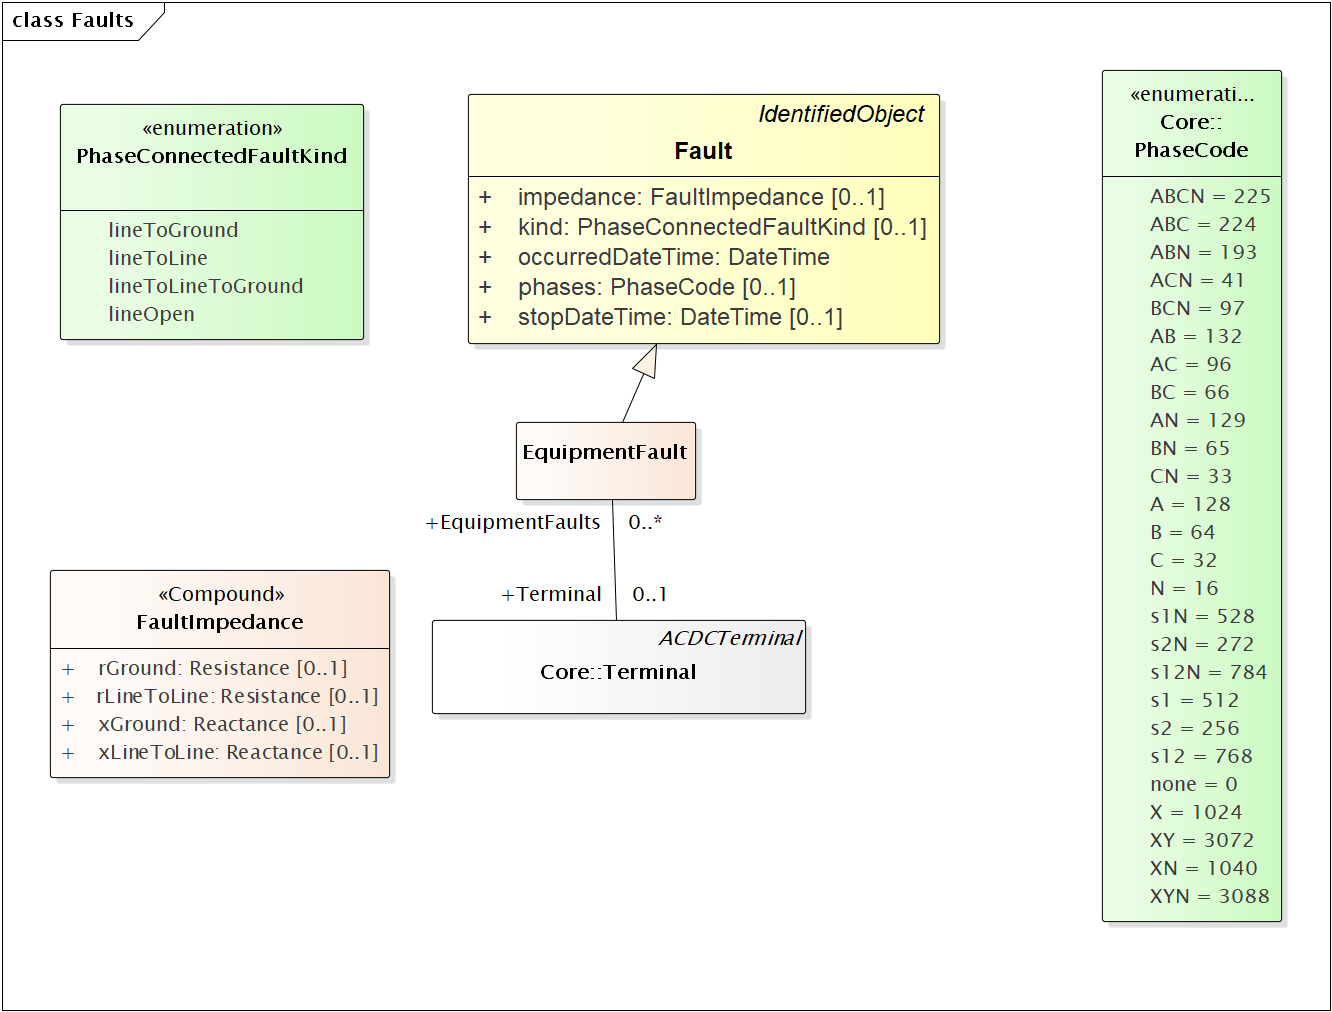 class Faults
«enumeration»
PhaseConnectedFaultKind
lineToGround
lineToLine
lineToLineToGround
lineOpen
IdentifiedObject
Fault
+ impedance: FaultImpedance [0..1]
+ kind: PhaseConnectedFaultKind [0..1]
+ occurredDateTime: DateTime
+ phases: PhaseCode [0..1]
+ stopDateTime: DateTime [0..1]
EquipmentFault
+EquipmentFaults 0..*
+Terminal 0..1
ACDCTerminal
Core::Terminal
«Compound»
FaultImpedance
+ rGround: Resistance [0..1]
+ rLineToLine: Resistance [0..1]
+ xGround: Reactance [0..1]
+ xLineToLine: Reactance [0..1]
«enumerati...
Core::
PhaseCode
ABCN = 225
ABC = 224
ABN = 193
ACN = 41
BCN = 97
AB = 132
AC = 96
BC = 66
AN = 129
BN = 65
CN = 33
A = 128
B = 64
C = 32
N = 16
s1N = 528
s2N = 272
s12N = 784
s1 = 512
s2 = 256
s12 = 768
none = 0
X = 1024
XY = 3072
XN = 1040
XYN = 3088